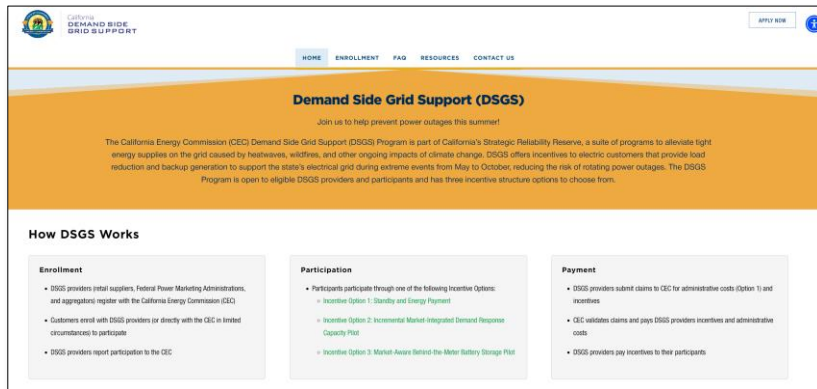 California
DEMAND SIDE
GRID SUPPORT
APPLY NOW
HOME ENROLLMENT FAQ RESOURCES CONTACT US
Demand Side Grid Support (DSGS)
Join us to help prevent power outages this summer!
The California Energy Commission (CEC) Demand Side Grid Support (DSGS) Program is part of California's Strategic Reliability Reserve, a suite of programs to alleviate tight
energy supplies on the grid caused by heatwaves, wildfires, and other ongoing impacts of climate change. DSGS offers incentives to electric customers that provide load
reduction and backup generation to support the state's electrical grid during extreme events from May to October, reducing the risk of rotating power outages. The DSGS
Program is open to eligible DSGS providers and participants and has three incentive structure options to choose from.
How DSGS Works
Enrollment
• DSGS providers (retail suppliers, Federal Power Marketing Administrations,
and aggregators) register with the California Energy Commission (CEC)
• Customers enroll with DSGS providers (or directly with the CEC in limited
circumstances) to participate
• DSGS providers report participation to the CEC
Participation
• Participants participate through one of the following Incentive Options:
Incentive Option 1: Standby and Energy Payment
Incentive Option 2: Incremental Market-Integrated Demand Response
Capacity Pilot
Incentive Option 3: Market-Aware Behind-the-Meter Battery Storage Pilot
Payment
• DSGS providers submit claims to CEC for administrative costs (Option 1) and
incentives
• CEC validates claims and pays DSGS providers incentives and administrative
costs
• DSGS providers pay incentives to their participants